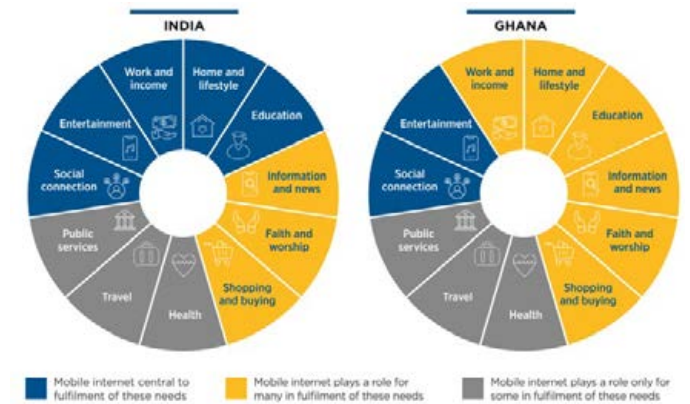 INDIA
Work and
income
Home and
lifestyle
Education
Entertainment
Information
and news
Social
connection
Faith and
worship
Public
services
Shopping
and buying
Travel
Health
GHANA
Work and
income
Home and
lifestyle
Education
Entertainment
Information
and news
Social
connection
Faith and
worship
Public
services
Shopping
and buying
Travel
Health
Mobile internet central to
fulfilment of these needs
Mobile internet plays a role for
many in fulfilment of these needs
Mobile internet plays a role only for
some in fulfilment of these needs